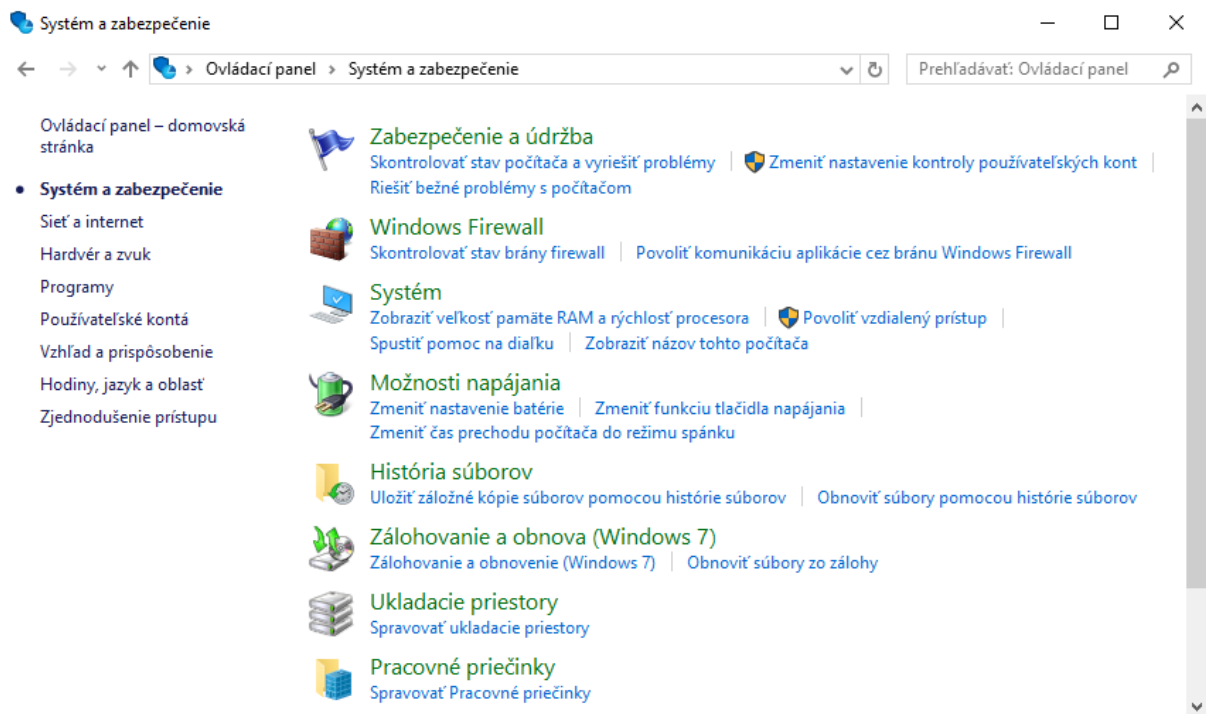 Systém a zabezpečenie
Ovládací panel › Systém a zabezpečenie
Prehľadávať: Ovládací panel
Ovládací panel – domovská
stránka
Systém a zabezpečenie
Sieť a internet
Hardvér a zvuk
Programy
Používateľské kontá
Vzhľad a prispôsobenie
Hodiny, jazyk a oblasť
Zjednodušenie prístupu
Zabezpečenie a údržba
Skontrolovať stav počítača a vyriešiť problémy | Zmeniť nastavenie kontroly používateľských kont |
Riešiť bežné problémy s počítačom
Windows Firewall
Skontrolovať stav brány firewall | Povoliť komunikáciu aplikácie cez bránu Windows Firewall
Systém
Zobraziť veľkosť pamäte RAM a rýchlosť procesora | Povoliť vzdialený prístup |
Spustiť pomoc na diaľku | Zobraziť názov tohto počítača
Možnosti napájania
Zmeniť nastavenie batérie | Zmeniť funkciu tlačidla napájania |
Zmeniť čas prechodu počítača do režimu spánku
História súborov
Uložiť záložné kópie súborov pomocou histórie súborov | Obnoviť súbory pomocou histórie súborov
Zálohovanie a obnova (Windows 7)
Zálohovanie a obnovenie (Windows 7) | Obnoviť súbory zo zálohy
Ukladacie priestory
Spravovať ukladacie priestory
Pracovné priečinky
Spravovať Pracovné priečinky